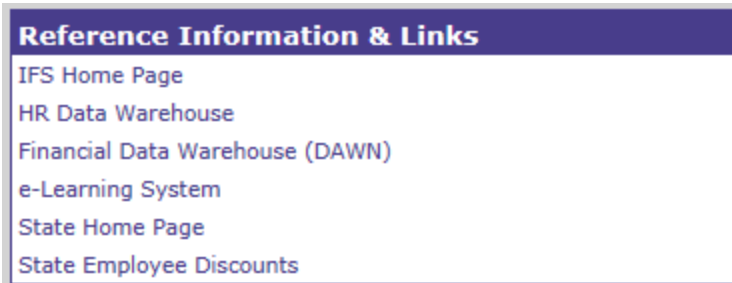 Reference Information & Links
IFS Home Page
HR Data Warehouse
Financial Data Warehouse (DAWN)
e-Learning System
State Home Page
State Employee Discounts